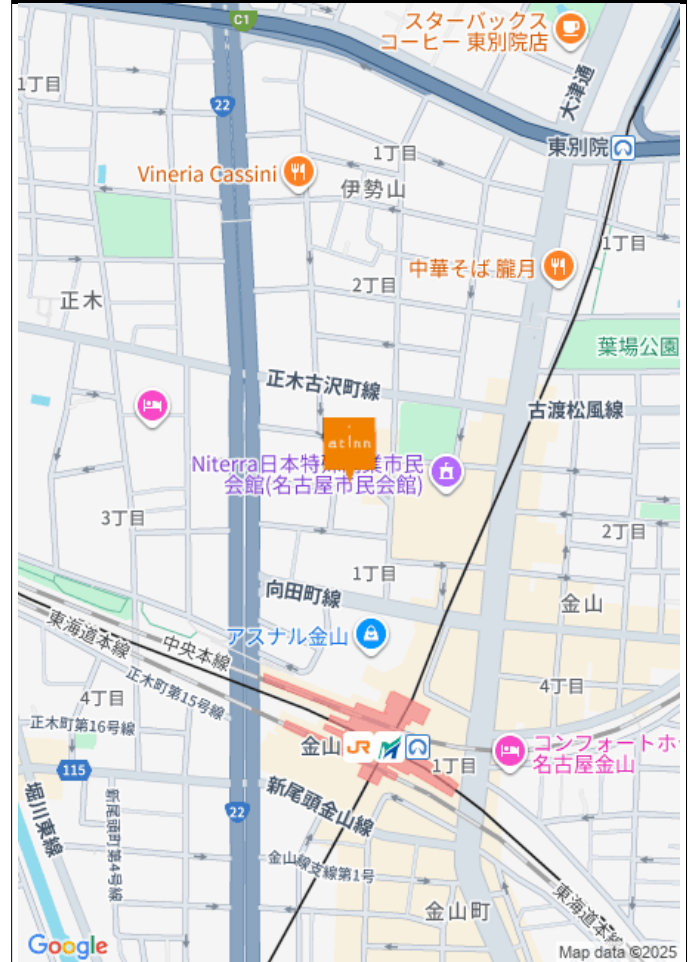 C1
スターバックス
コーヒー 東別院店
1丁目
22
大津通
1丁目
東別院
Vineria Cassini
伊勢山
1丁目
中華そば 朧月
2丁目
正木
葉場公園
正木古沢町線
古渡松風線
at Inn
Niterra日本特殊陶業市民
会館(名古屋市民会館)
3丁目
2丁目
1丁目
向田町線
金山
アスナル金山
中央本線
東海道本線
正木町第15号線
4丁目
4丁目
正木町第16号線
金山
JR
コンフォートホ
名古屋金山
1丁目
115
新尾頭町第4号線
堀川東線
22
新尾頭金山線
金山線支線第1号
東海道本線
金山町
Google
Map data ©2025